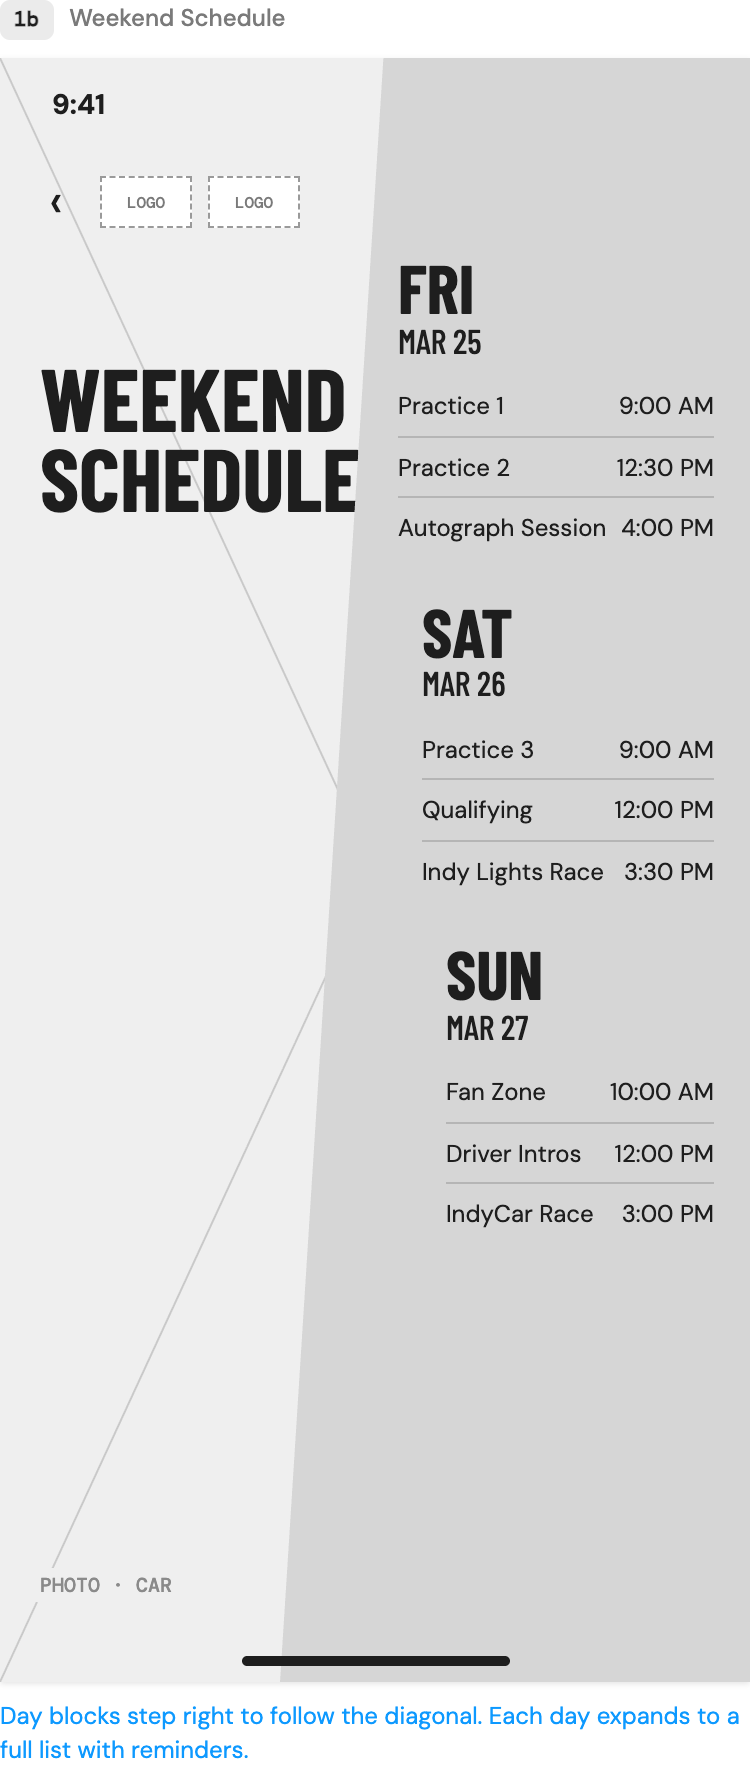 1b Weekend Schedule
9:41
LOGO LOGO
WEEKEND
SCHEDULE
FRI
MAR 25
Practice 1 9:00 AM
Practice 2 12:30 PM
Autograph Session 4:00 PM
SAT
MAR 26
Practice 3 9:00 AM
Qualifying 12:00 PM
Indy Lights Race 3:30 PM
SUN
MAR 27
Fan Zone 10:00 AM
Driver Intros 12:00 PM
IndyCar Race 3:00 PM
PHOTO · CAR
Day blocks step right to follow the diagonal. Each day expands to a
full list with reminders.